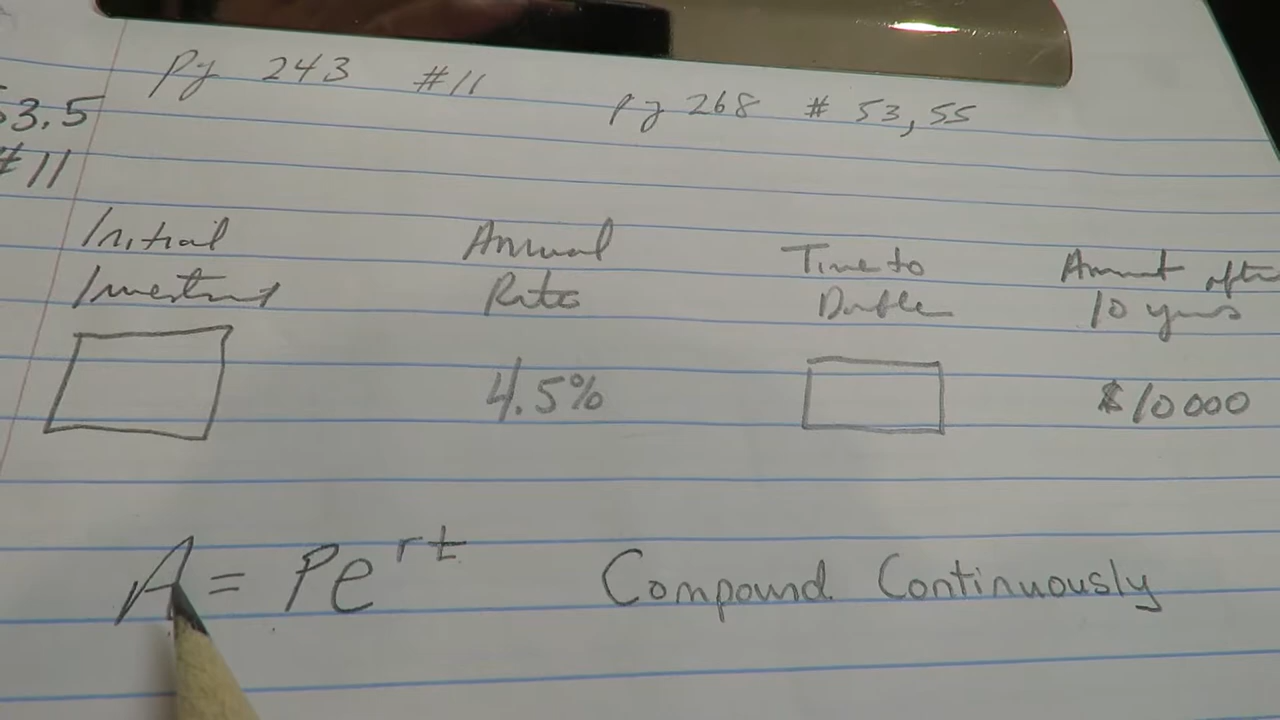 Pg 243 #11
pg 268 # 53, 55
3.5
#11
Initial Investment
Annual Rate
Time to Double
Amount after 10 years
4.5%
$10000
A = Pe^rt
Compound Continuously